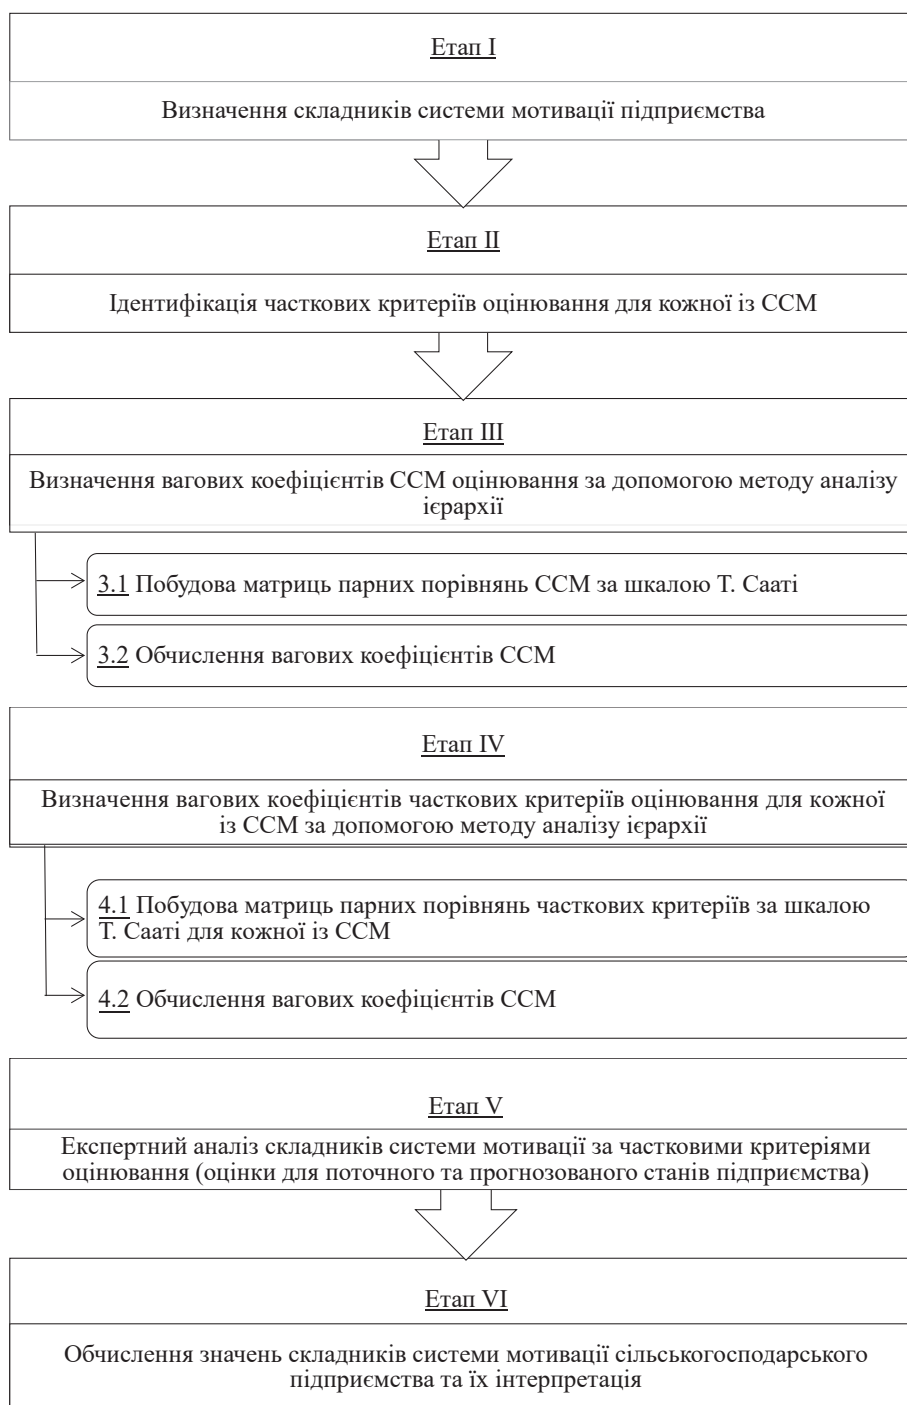 Етап I
Визначення складників системи мотивації підприємства
Етап II
Ідентифікація часткових критеріїв оцінювання для кожної із ССМ
Етап III
Визначення вагових коефіцієнтів ССМ оцінювання за допомогою методу аналізу
ієрархії
3.1 Побудова матриць парних порівнянь ССМ за шкалою Т. Сааті
3.2 Обчислення вагових коефіцієнтів ССМ
Етап IV
Визначення вагових коефіцієнтів часткових критеріїв оцінювання для кожної
із ССМ за допомогою методу аналізу ієрархії
4.1 Побудова матриць парних порівнянь часткових критеріїв за шкалою
Т. Сааті для кожної із ССМ
4.2 Обчислення вагових коефіцієнтів ССМ
Етап V
Експертний аналіз складників системи мотивації за частковими критеріями
оцінювання (оцінки для поточного та прогнозованого станів підприємства)
Етап VI
Обчислення значень складників системи мотивації сільськогосподарського
підприємства та їх інтерпретація